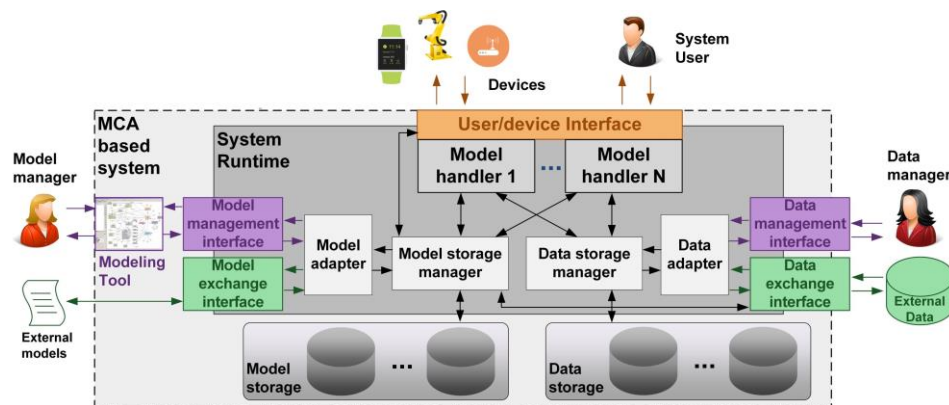 Devices
System
User
MCA
based
system
System
Runtime
User/device Interface
Model
handler 1
...
Model
handler N
Model
manager
Data
manager
Modeling
Tool
Model
management
interface
Model
exchange
interface
Model
adapter
Model storage
manager
Data storage
manager
Data
adapter
Data
management
interface
Data
exchange
interface
External
models
External
Data
Model
storage
...
Data
storage
...